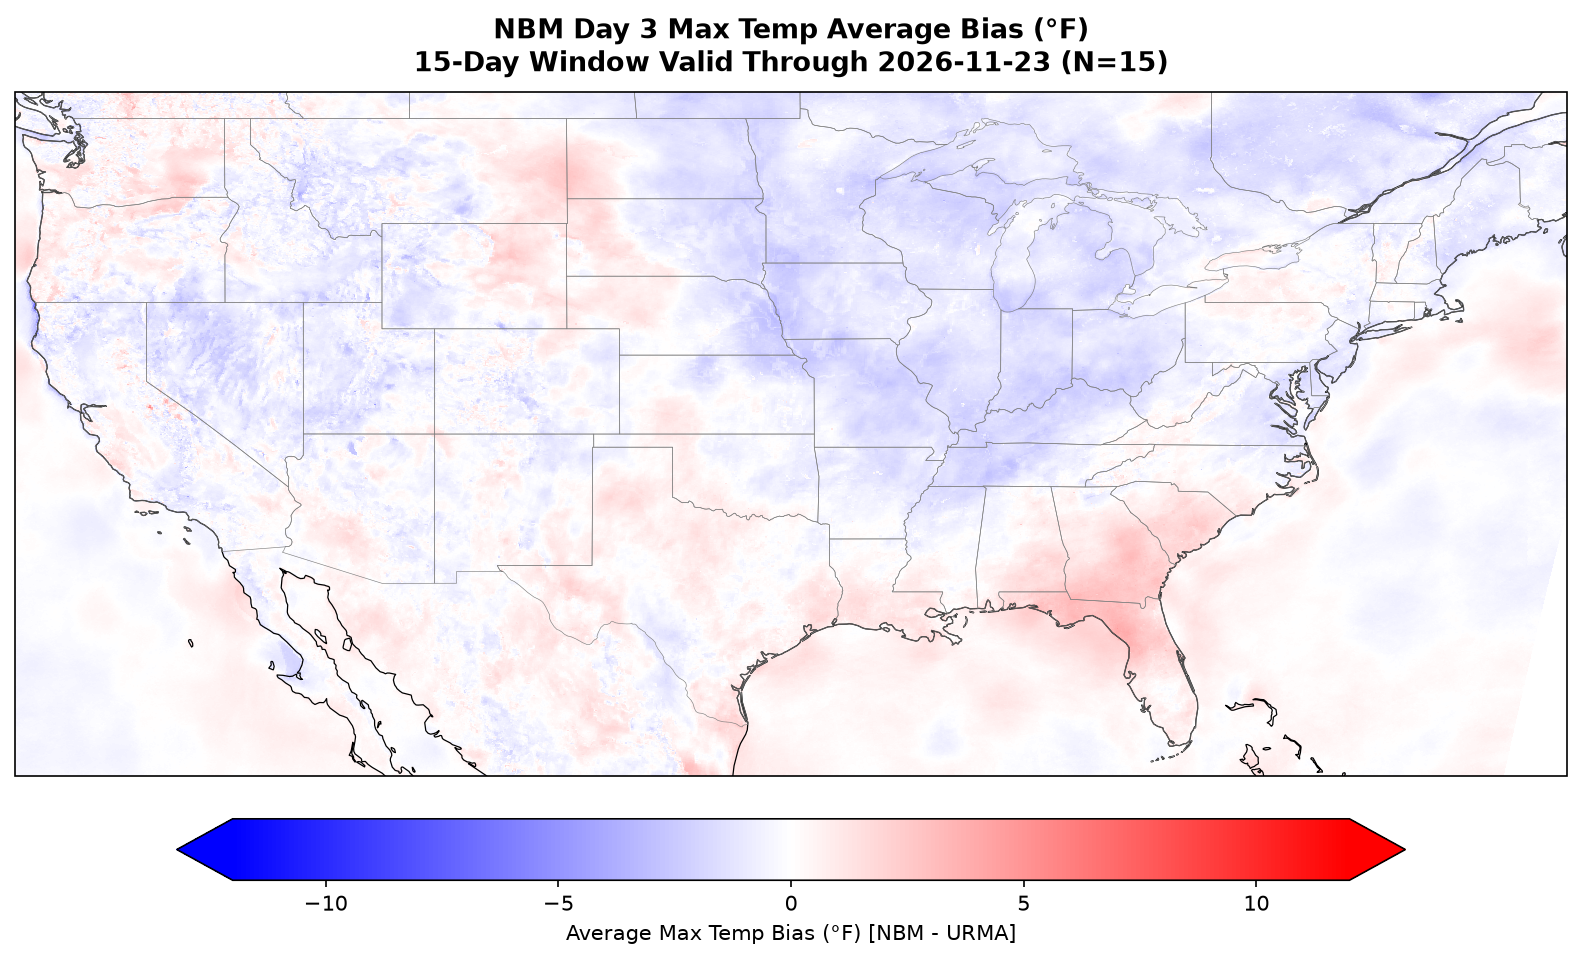 NBM Day 3 Max Temp Average Bias (°F)
15-Day Window Valid Through 2026-11-23 (N=15)
−10 −5 0 5 10
Average Max Temp Bias (°F) [NBM - URMA]